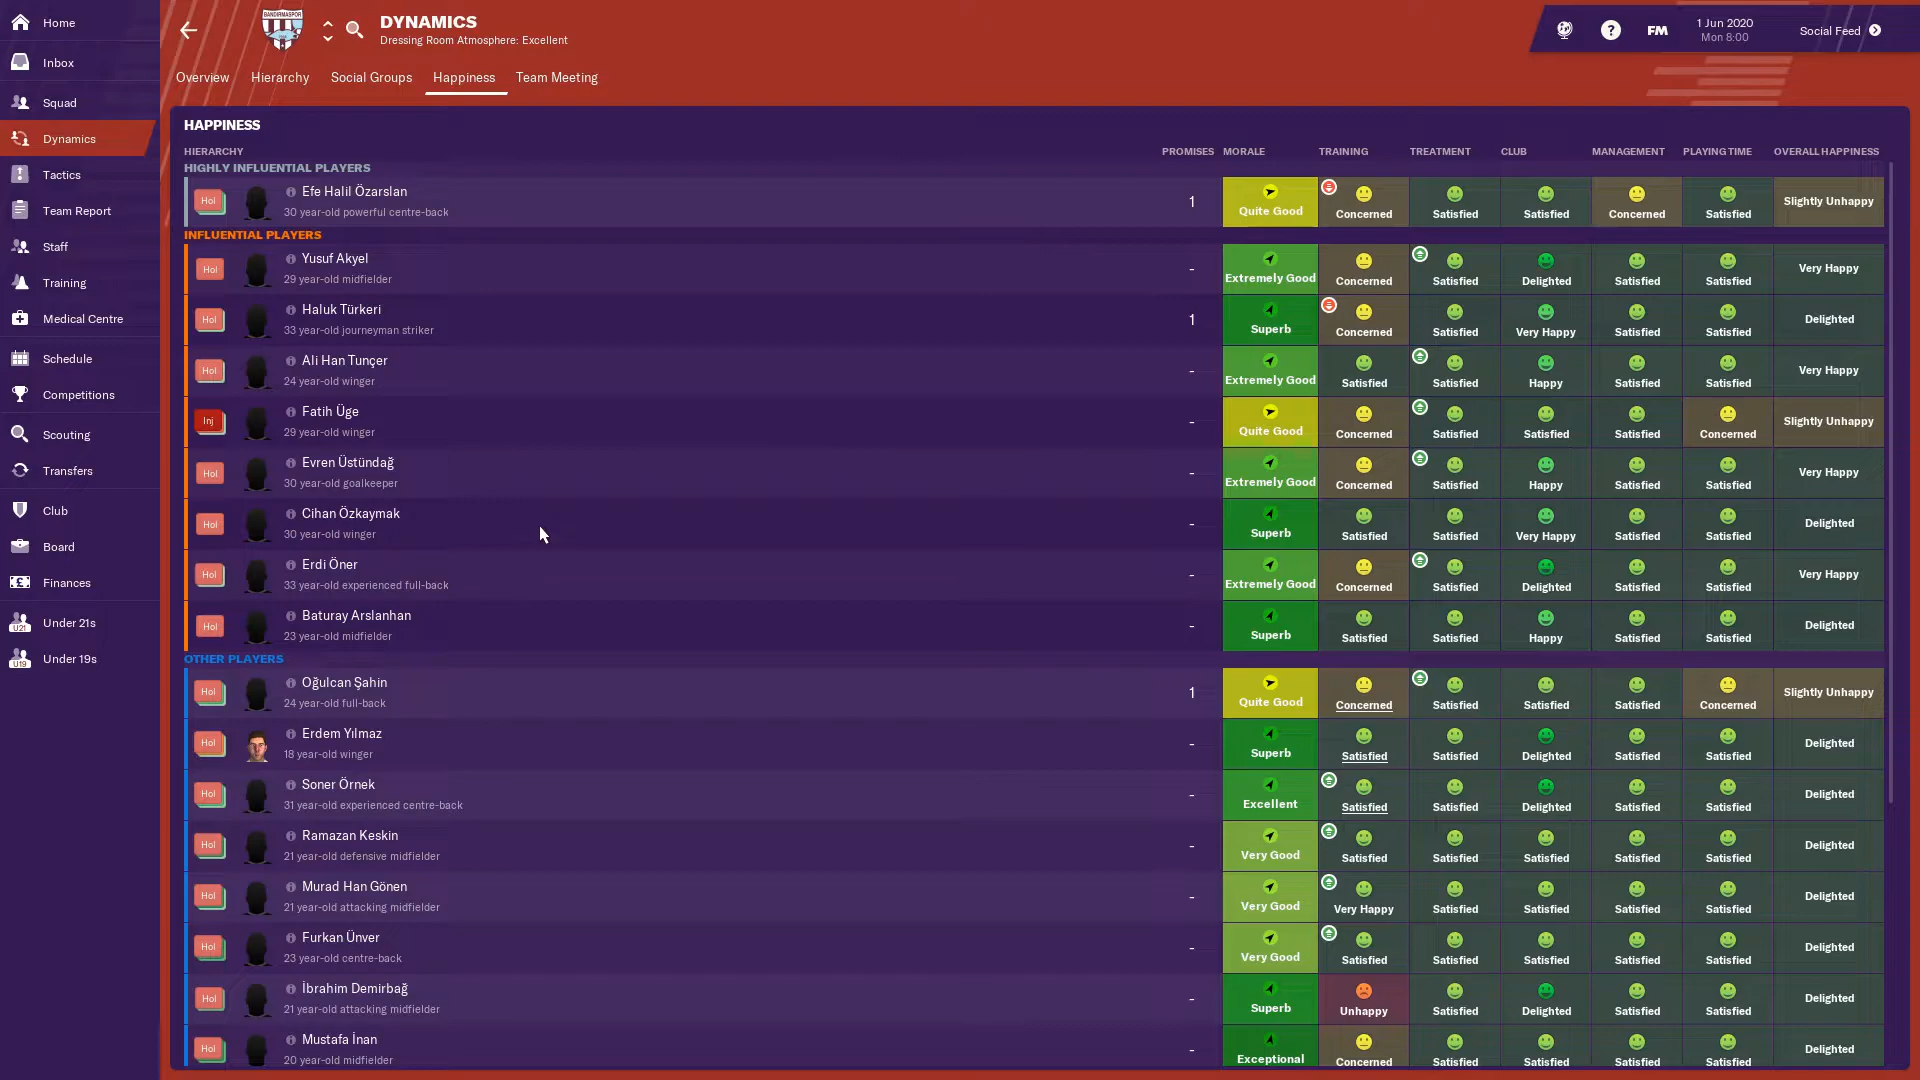 Home
Inbox
Squad
Dynamics
Tactics
Team Report
Staff
Training
Medical Centre
Schedule
Competitions
Scouting
Transfers
Club
Board
Finances
U21 Under 21s
U19 Under 19s
BANDIRMASPOR
DYNAMICS
Dressing Room Atmosphere: Excellent
? FM 1 Jun 2020 Social Feed
Mon 8:00
Overview Hierarchy Social Groups Happiness Team Meeting
HAPPINESS
HIERARCHY PROMISES MORALE TRAINING TREATMENT CLUB MANAGEMENT PLAYING TIME OVERALL HAPPINESS
HIGHLY INFLUENTIAL PLAYERS
Hol Efe Halil Özarslan 1 Quite Good Concerned Satisfied Satisfied Concerned Satisfied Slightly Unhappy
30 year-old powerful centre-back
INFLUENTIAL PLAYERS
Hol Yusuf Akyel - Extremely Good Concerned Satisfied Delighted Satisfied Satisfied Very Happy
29 year-old midfielder
Hol Haluk Türkeri 1 Superb Concerned Satisfied Very Happy Satisfied Satisfied Delighted
33 year-old journeyman striker
Hol Ali Han Tunçer - Extremely Good Satisfied Satisfied Happy Satisfied Satisfied Very Happy
24 year-old winger
Inj Fatih Üge - Quite Good Concerned Satisfied Satisfied Satisfied Concerned Slightly Unhappy
29 year-old winger
Hol Evren Üstündağ - Extremely Good Concerned Satisfied Happy Satisfied Satisfied Very Happy
30 year-old goalkeeper
Hol Cihan Özkaymak - Superb Satisfied Satisfied Very Happy Satisfied Satisfied Delighted
30 year-old winger
Hol Erdi Öner - Extremely Good Concerned Satisfied Delighted Satisfied Satisfied Very Happy
33 year-old experienced full-back
Hol Baturay Arslanhan - Superb Satisfied Satisfied Happy Satisfied Satisfied Delighted
23 year-old midfielder
OTHER PLAYERS
Hol Oğulcan Şahin 1 Quite Good Concerned Satisfied Satisfied Satisfied Concerned Slightly Unhappy
24 year-old full-back
Hol Erdem Yılmaz - Superb Satisfied Satisfied Delighted Satisfied Satisfied Delighted
18 year-old winger
Hol Soner Örnek - Excellent Satisfied Satisfied Delighted Satisfied Satisfied Delighted
31 year-old experienced centre-back
Hol Ramazan Keskin - Very Good Satisfied Satisfied Satisfied Satisfied Satisfied Delighted
21 year-old defensive midfielder
Hol Murad Han Gönen - Very Good Very Happy Satisfied Satisfied Satisfied Satisfied Delighted
21 year-old attacking midfielder
Hol Furkan Ünver - Very Good Satisfied Satisfied Satisfied Satisfied Satisfied Delighted
23 year-old centre-back
Hol İbrahim Demirbağ - Superb Unhappy Satisfied Delighted Satisfied Satisfied Delighted
21 year-old attacking midfielder
Hol Mustafa İnan - Exceptional Concerned Satisfied Satisfied Satisfied Satisfied Delighted
20 year-old midfielder